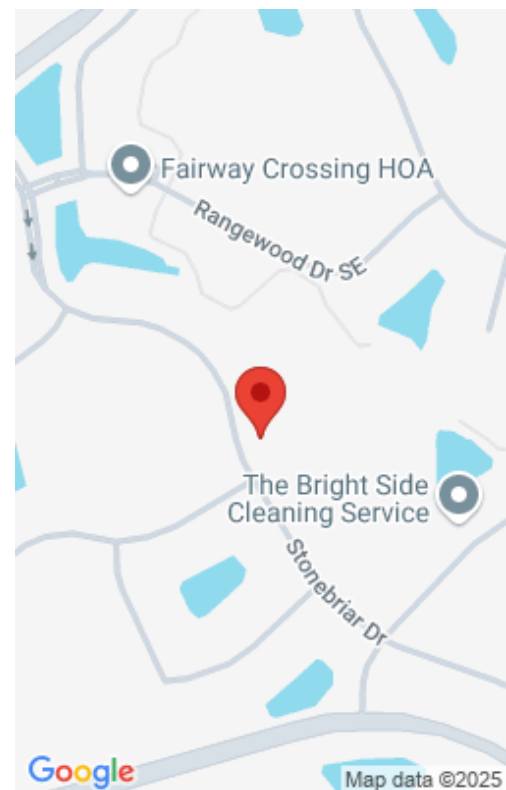 Fairway Crossing HOA
Rangewood Dr SE
The Bright Side
Cleaning Service
Stonebriar Dr
Google
Map data ©2025